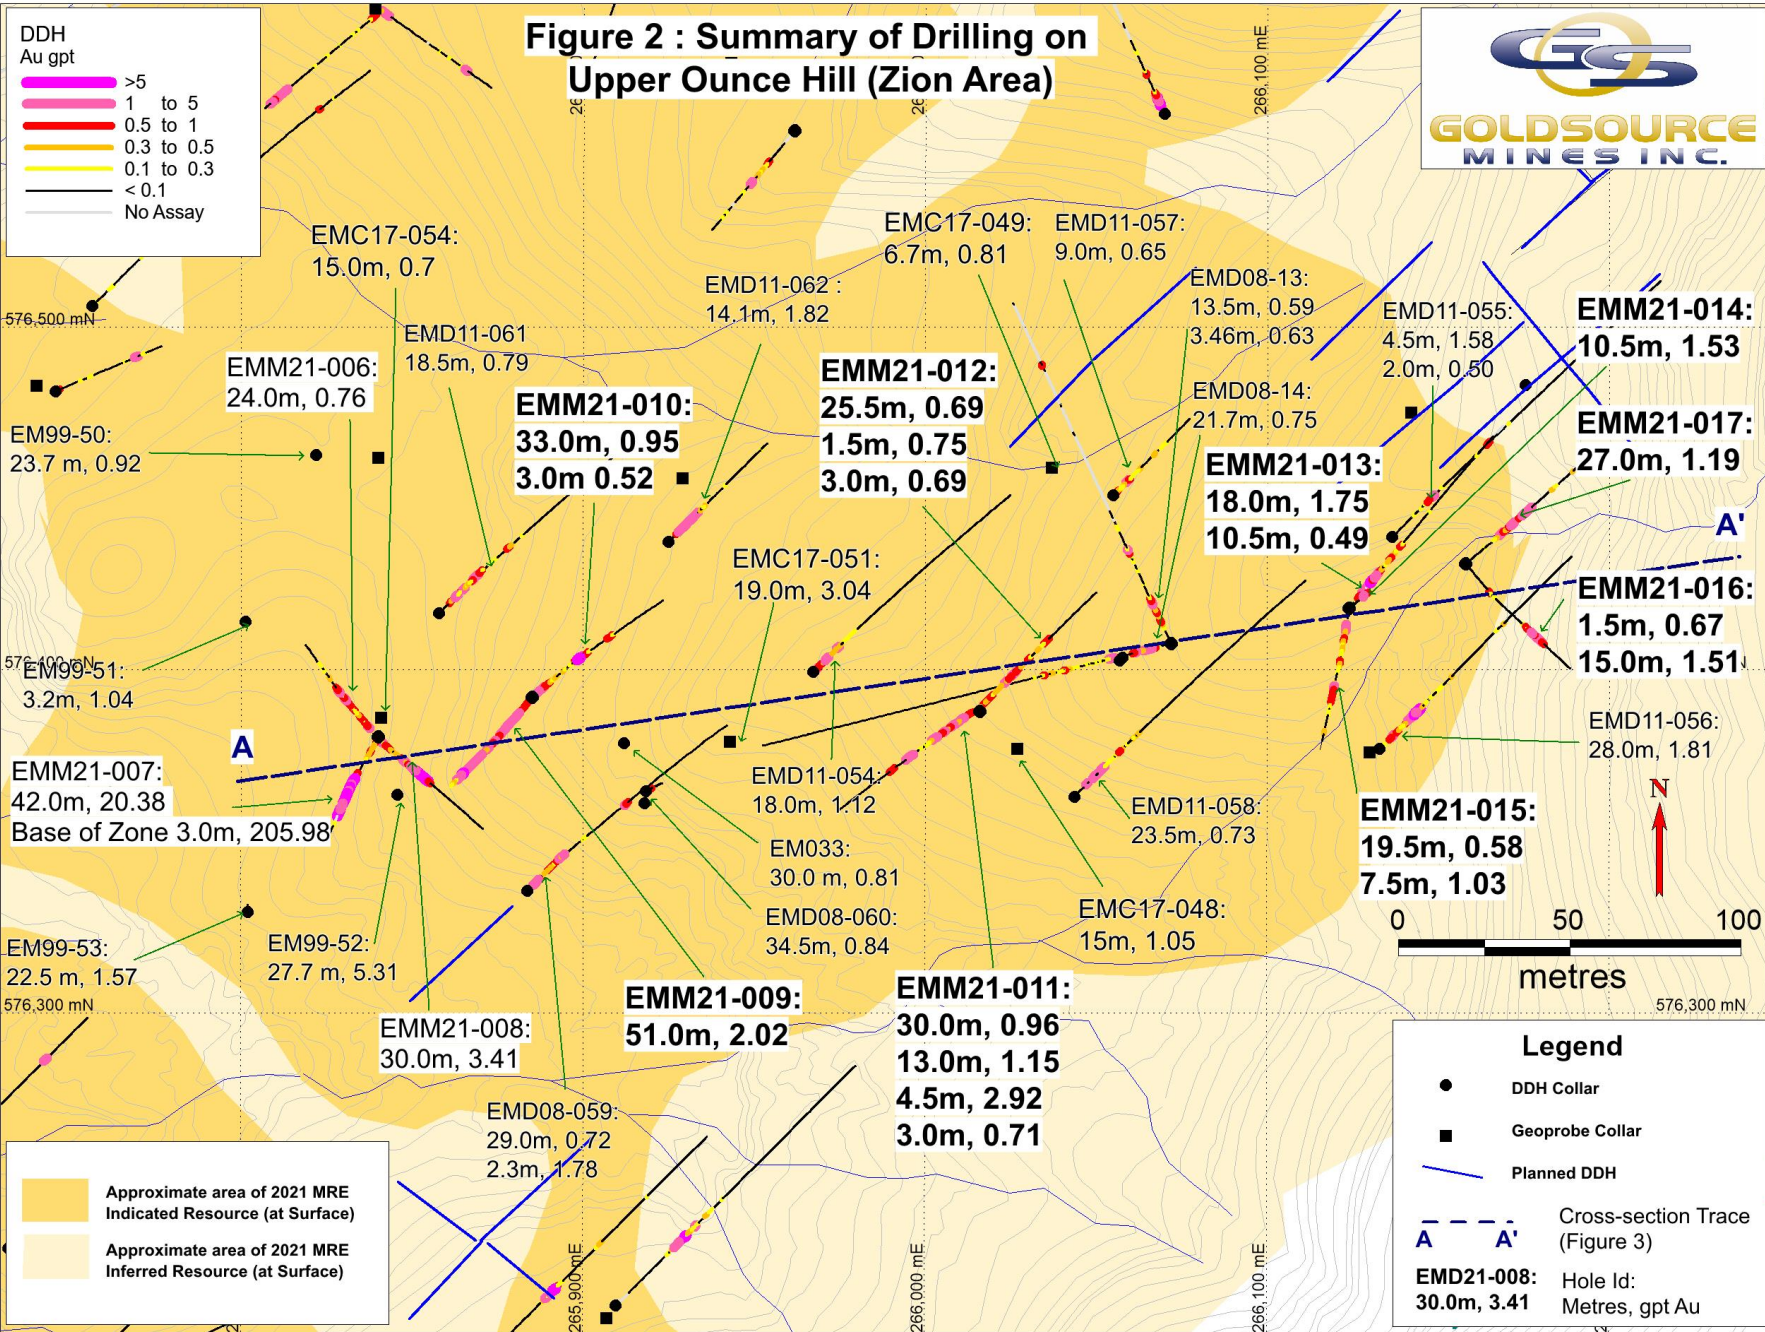 Figure 2 : Summary of Drilling on
Upper Ounce Hill (Zion Area)
DDH
Au gpt
>5
1 to 5
0.5 to 1
0.3 to 0.5
0.1 to 0.3
< 0.1
No Assay
GOLDSOURCE
MINES INC.
266,100 mE
EMC17-054:
15.0m, 0.7
EMC17-049:
6.7m, 0.81
EMD11-057:
9.0m, 0.65
EMD11-062 :
14.1m, 1.82
EMD08-13:
13.5m, 0.59
3.46m, 0.63
EMD11-055:
4.5m, 1.58
2.0m, 0.50
EMM21-014:
10.5m, 1.53
576,500 mN
EMD11-061
18.5m, 0.79
EMM21-006:
24.0m, 0.76
EMM21-010:
33.0m, 0.95
3.0m 0.52
EMM21-012:
25.5m, 0.69
1.5m, 0.75
3.0m, 0.69
EMD08-14:
21.7m, 0.75
EMM21-017:
27.0m, 1.19
EM99-50:
23.7 m, 0.92
EMM21-013:
18.0m, 1.75
10.5m, 0.49
A'
EMC17-051:
19.0m, 3.04
EMM21-016:
1.5m, 0.67
15.0m, 1.51
576,400 mN
EM99-51:
3.2m, 1.04
A
EMM21-007:
42.0m, 20.38
Base of Zone 3.0m, 205.98
EMD11-054:
18.0m, 1.12
EMD11-056:
28.0m, 1.81
EMD11-058:
23.5m, 0.73
EMM21-015:
19.5m, 0.58
7.5m, 1.03
N
EM033:
30.0 m, 0.81
EMD08-060:
34.5m, 0.84
EMC17-048:
15m, 1.05
0 50 100
metres
EM99-53:
22.5 m, 1.57
EM99-52:
27.7 m, 5.31
EMM21-009:
51.0m, 2.02
EMM21-011:
30.0m, 0.96
13.0m, 1.15
4.5m, 2.92
3.0m, 0.71
576,300 mN
576,300 mN
EMM21-008:
30.0m, 3.41
EMD08-059:
29.0m, 0.72
2.3m, 1.78
Legend
DDH Collar
Geoprobe Collar
Planned DDH
A A'
Cross-section Trace
(Figure 3)
EMD21-008:
30.0m, 3.41
Hole Id:
Metres, gpt Au
Approximate area of 2021 MRE
Indicated Resource (at Surface)
Approximate area of 2021 MRE
Inferred Resource (at Surface)
265,900 mE
266,000 mE
266,100 mE